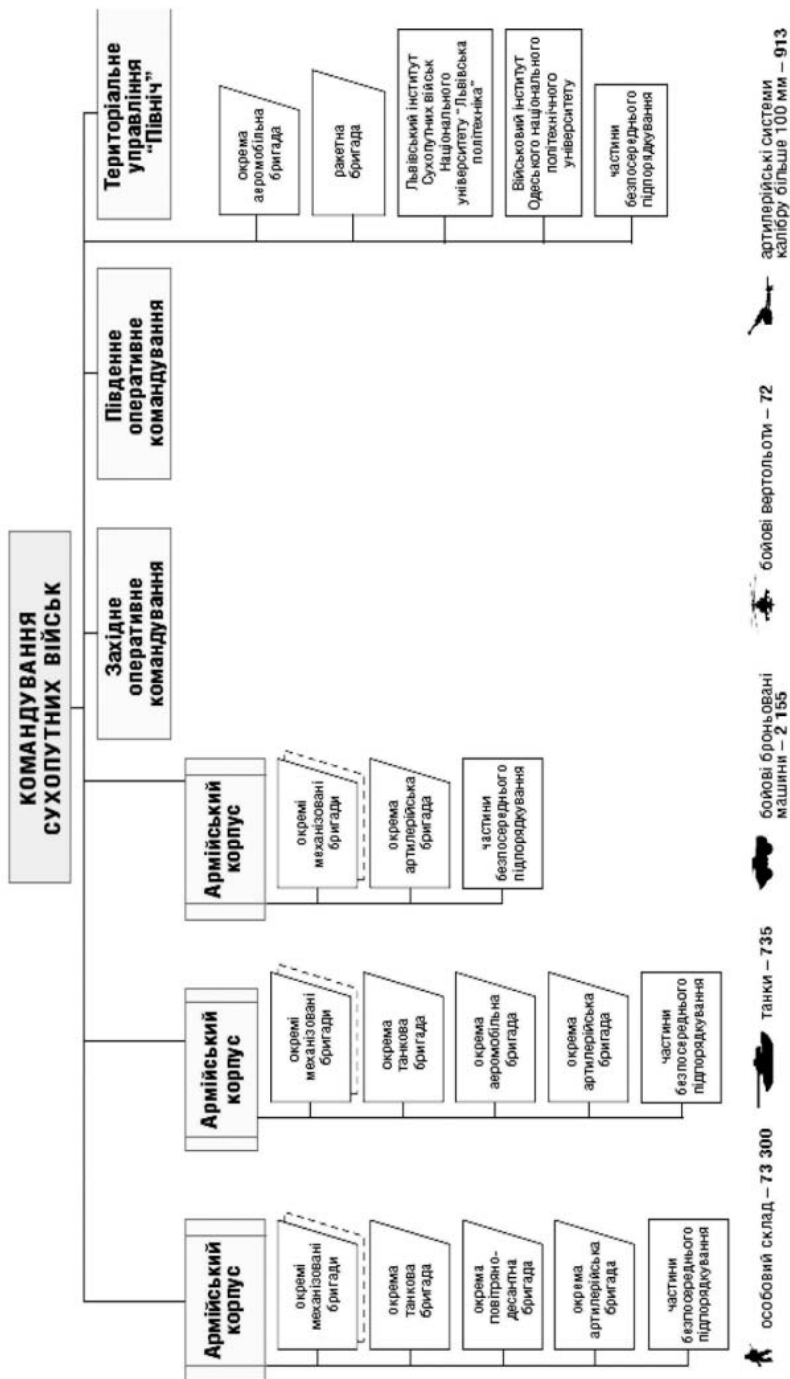 КОМАНДУВАННЯ
СУХОПУТНИХ ВІЙСЬК
Армійський
корпус
окремі
механізовані
бригади
окрема
танкова
бригада
окрема
повітряно-
десантна
бригада
окрема
артилерійська
бригада
частини
безпосереднього
підпорядкування
Армійський
корпус
окремі
механізовані
бригади
окрема
танкова
бригада
окрема
аеромобільна
бригада
окрема
артилерійська
бригада
частини
безпосереднього
підпорядкування
Армійський
корпус
окремі
механізовані
бригади
окрема
артилерійська
бригада
частини
безпосереднього
підпорядкування
Західне
оперативне
командування
Південне
оперативне
командування
Територіальне
управління
“Північ”
окрема
аеромобільна
бригада
ракетна
бригада
Львівський інститут
Сухопутних військ
Національного
університету “Львівська
політехніка”
Військовий інститут
Одеського національного
політехнічного
університету
частини
безпосереднього
підпорядкування
особовий склад – 73 300
танки – 735
бойові броньовані
машини – 2 155
бойові вертольоти – 72
артилерійські системи
калібру більше 100 мм – 913